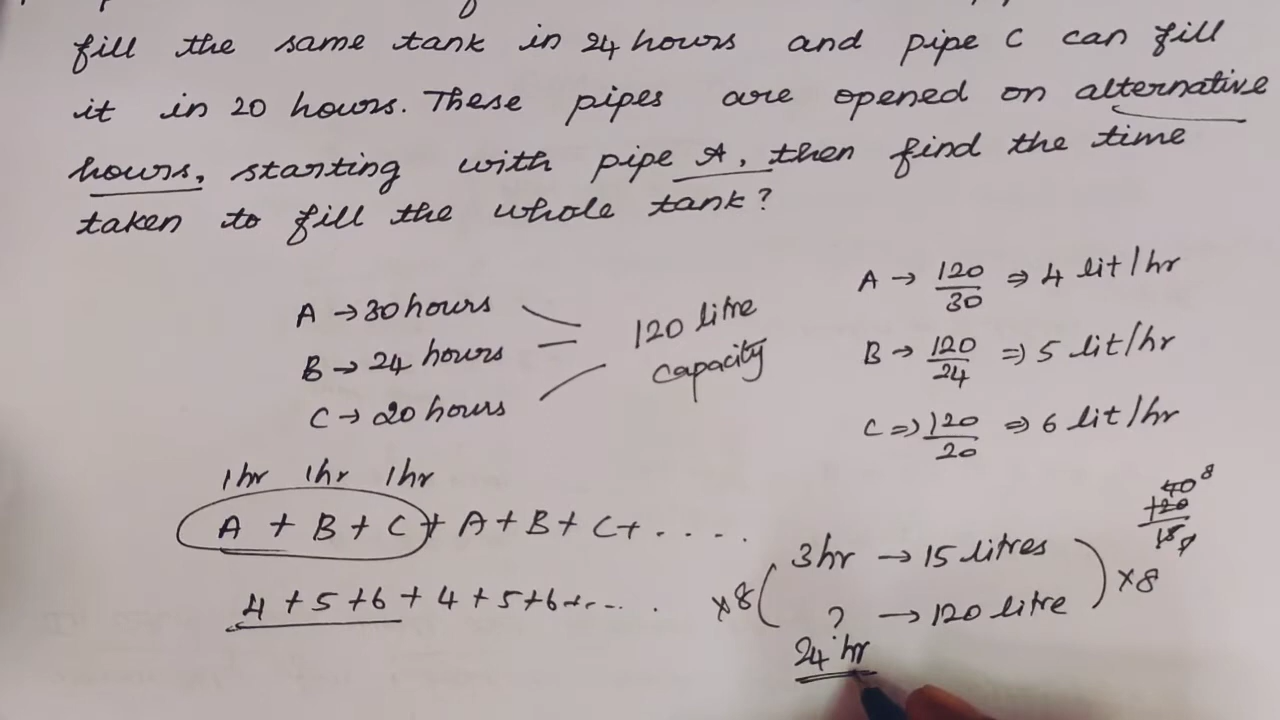 fill the same tank in 24 hours and pipe C can fill
it in 20 hours. These pipes are opened on alternative
hours, starting with pipe A, then find the time
taken to fill the whole tank?
A → 30 hours
B → 24 hours
C → 20 hours
120 litre
capacity
A → 120/30 ⇒ 4 lit/hr
B → 120/24 ⇒ 5 lit/hr
C ⇒ 120/20 ⇒ 6 lit/hr
1hr 1hr 1hr
A + B + C + A + B + C + . . . . .
4 + 5 + 6 + 4 + 5 + 6 + . . . .
40 8
120
15
3hr → 15 litres
×8 ( ) ×8
? → 120 litre
24 hr